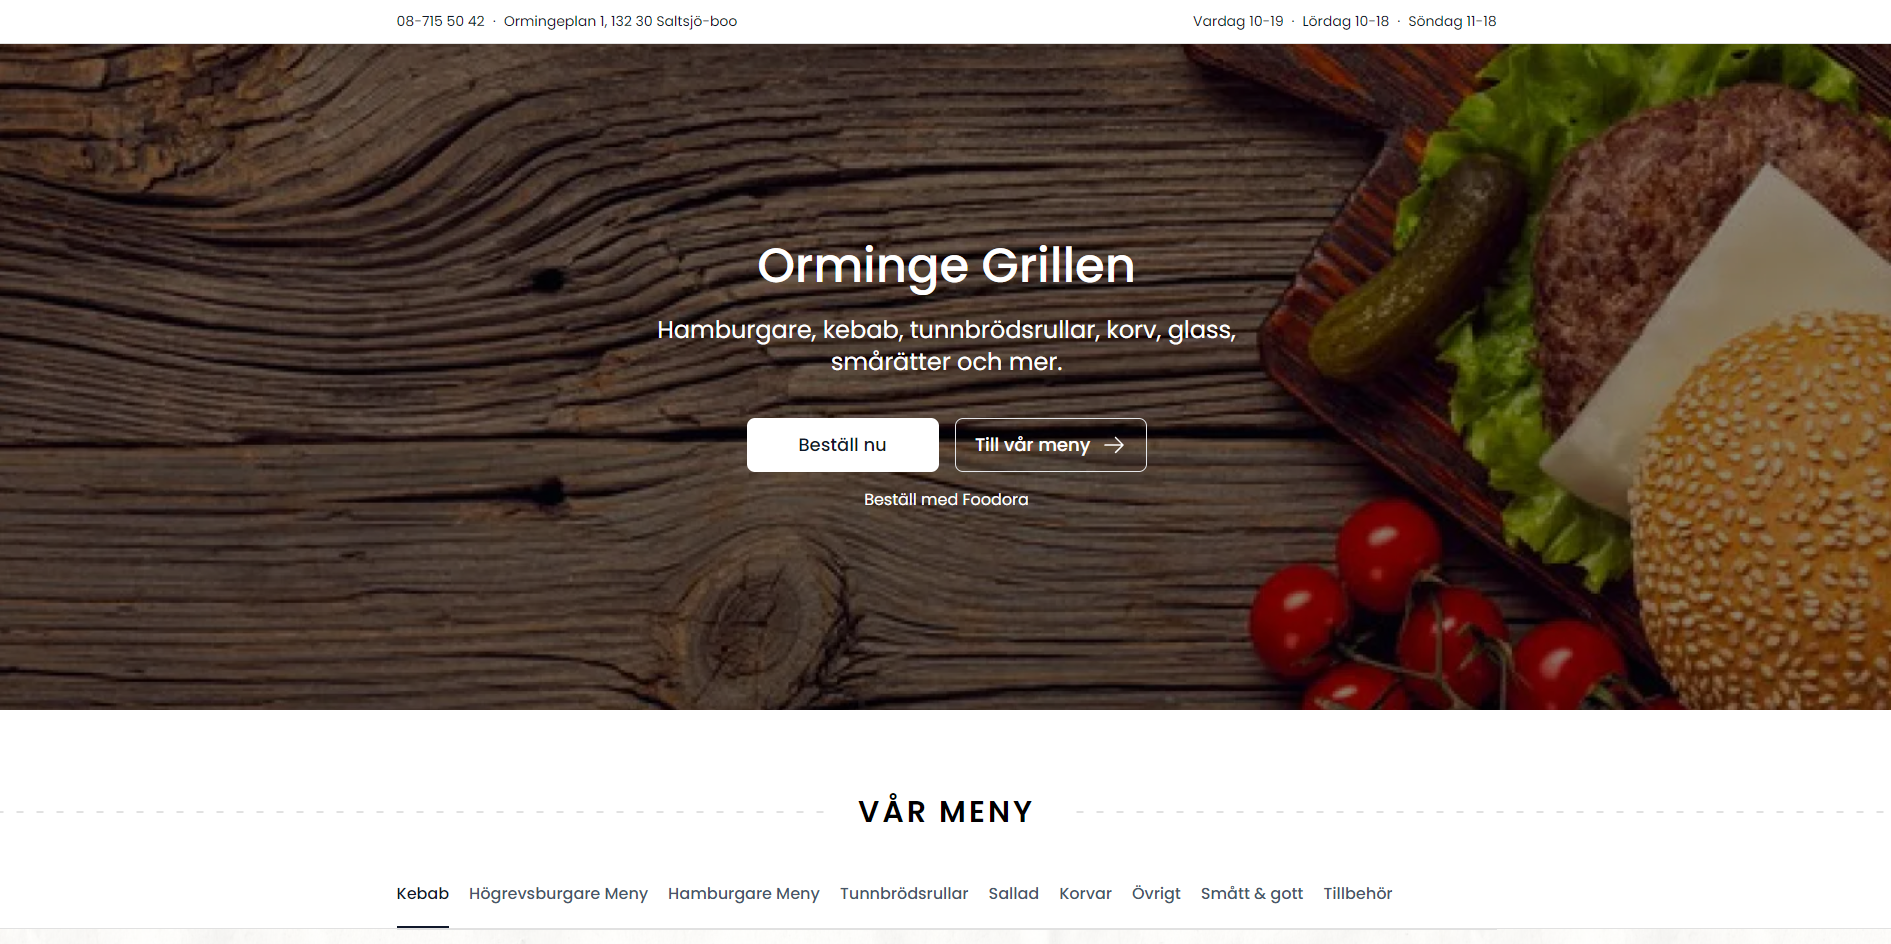 08-715 50 42 · Ormingeplan 1, 132 30 Saltsjö-boo
Vardag 10-19 · Lördag 10-18 · Söndag 11-18
Orminge Grillen
Hamburgare, kebab, tunnbrödsrullar, korv, glass,
smårätter och mer.
Beställ nu
Till vår meny →
Beställ med Foodora
VÅR MENY
Kebab Högrevsburgare Meny Hamburgare Meny Tunnbrödsrullar Sallad Korvar Övrigt Smått & gott Tillbehör